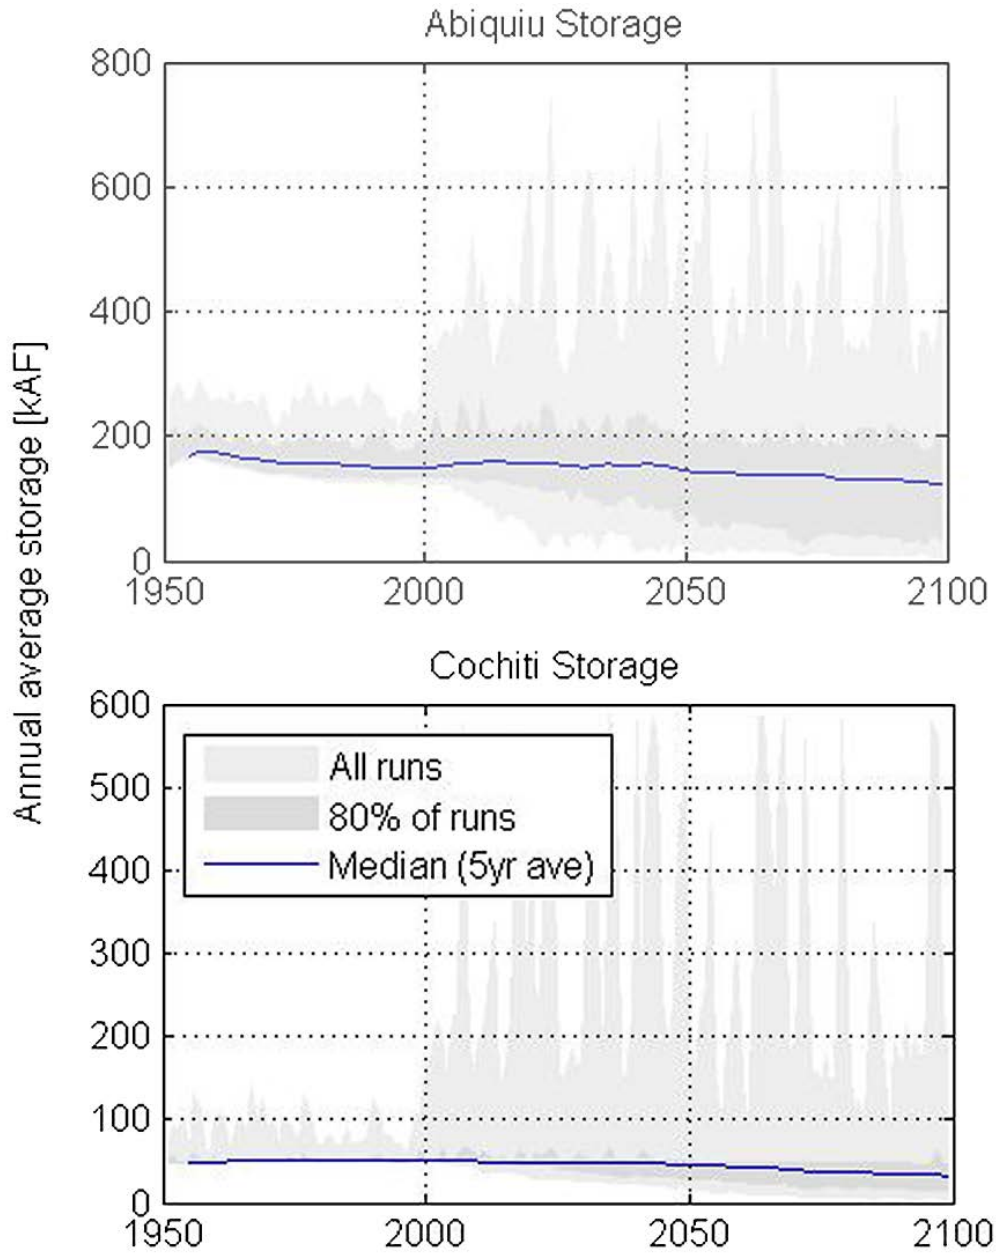 Abiquiu Storage
800
600
400
200
0
1950 2000 2050 2100
Annual average storage [kAF]
Cochiti Storage
600
500
400
300
200
100
0
All runs
80% of runs
Median (5yr ave)
1950 2000 2050 2100